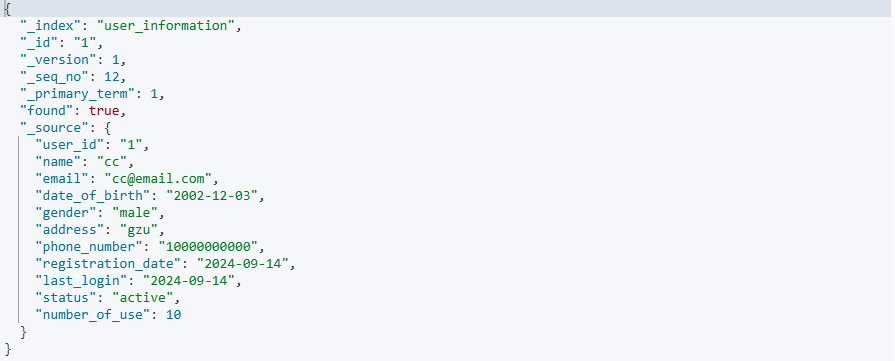 {
  "_index": "user_information",
  "_id": "1",
  "_version": 1,
  "_seq_no": 12,
  "_primary_term": 1,
  "found": true,
  "_source": {
    "user_id": "1",
    "name": "cc",
    "email": "cc@email.com",
    "date_of_birth": "2002-12-03",
    "gender": "male",
    "address": "gzu",
    "phone_number": "10000000000",
    "registration_date": "2024-09-14",
    "last_login": "2024-09-14",
    "status": "active",
    "number_of_use": 10
  }
}